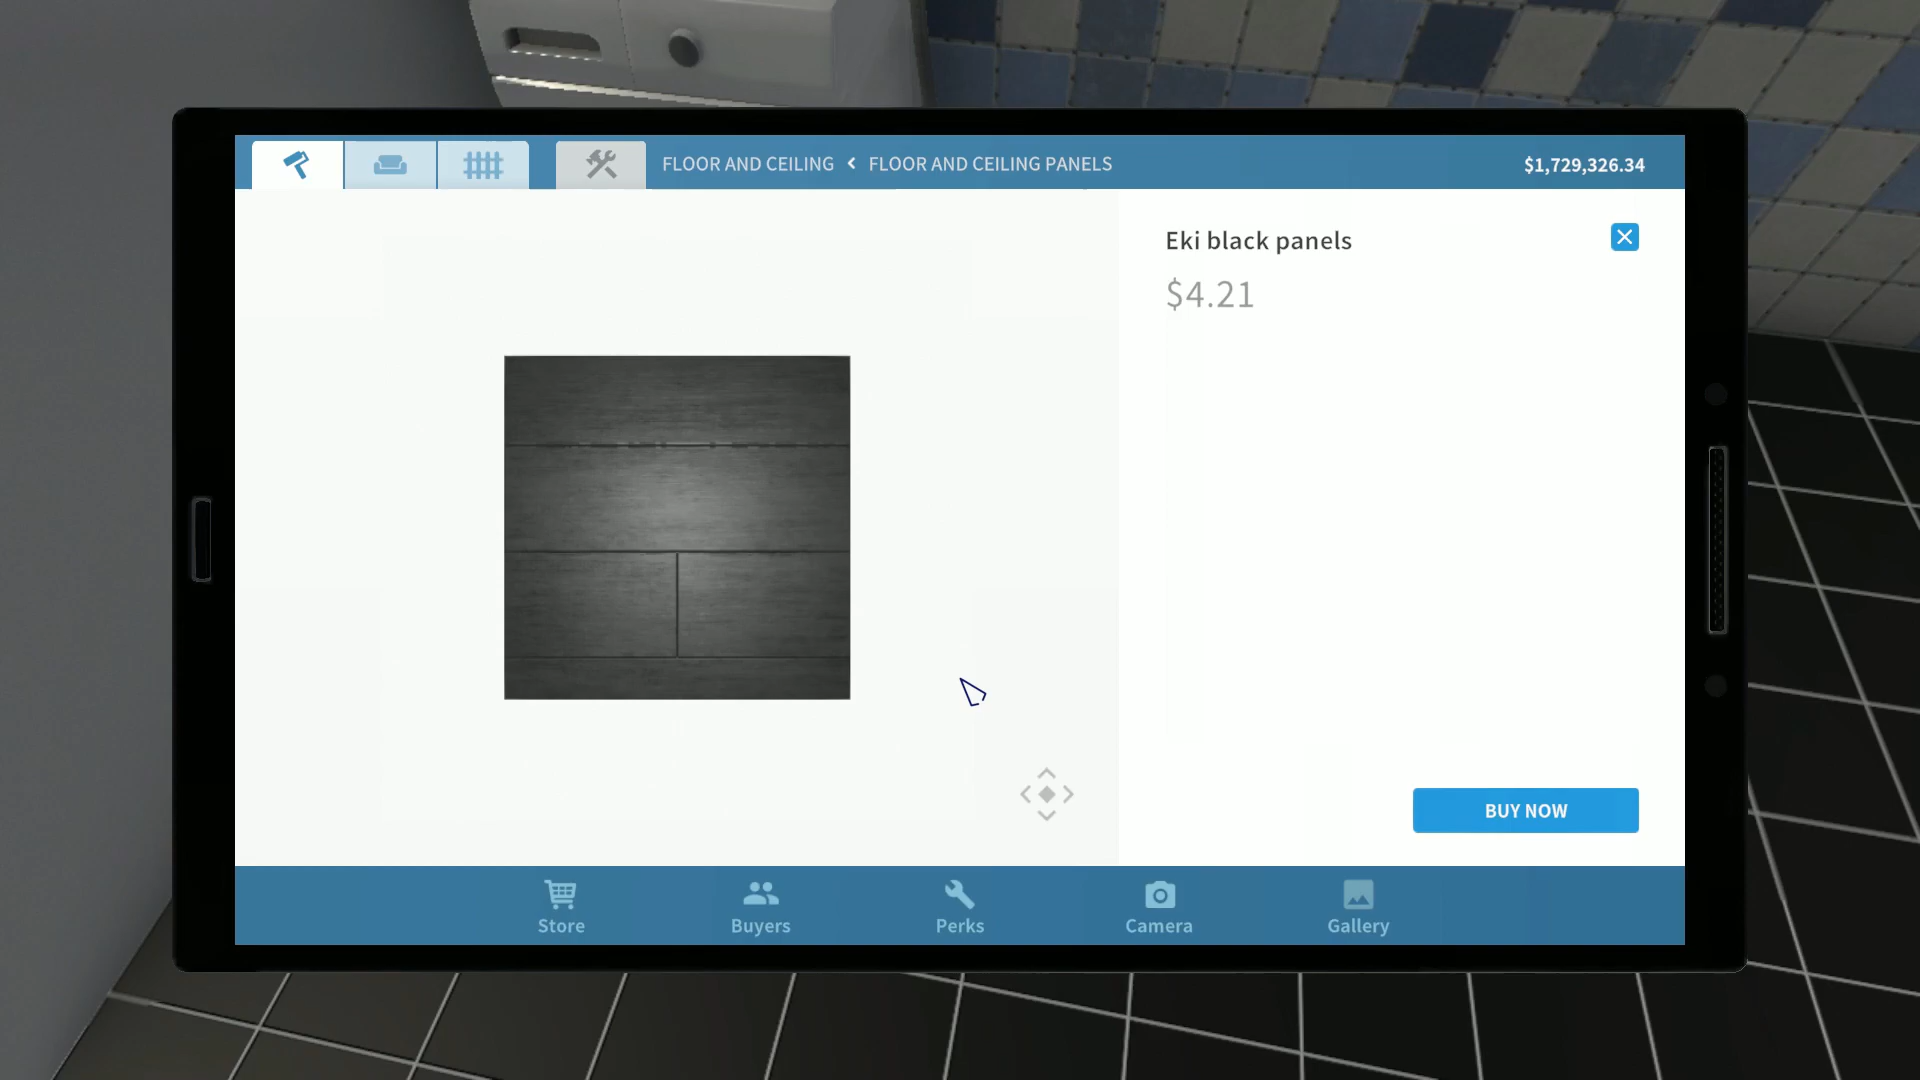 FLOOR AND CEILING < FLOOR AND CEILING PANELS
$1,729,326.34
Eki black panels
$4.21
BUY NOW
Store
Buyers
Perks
Camera
Gallery